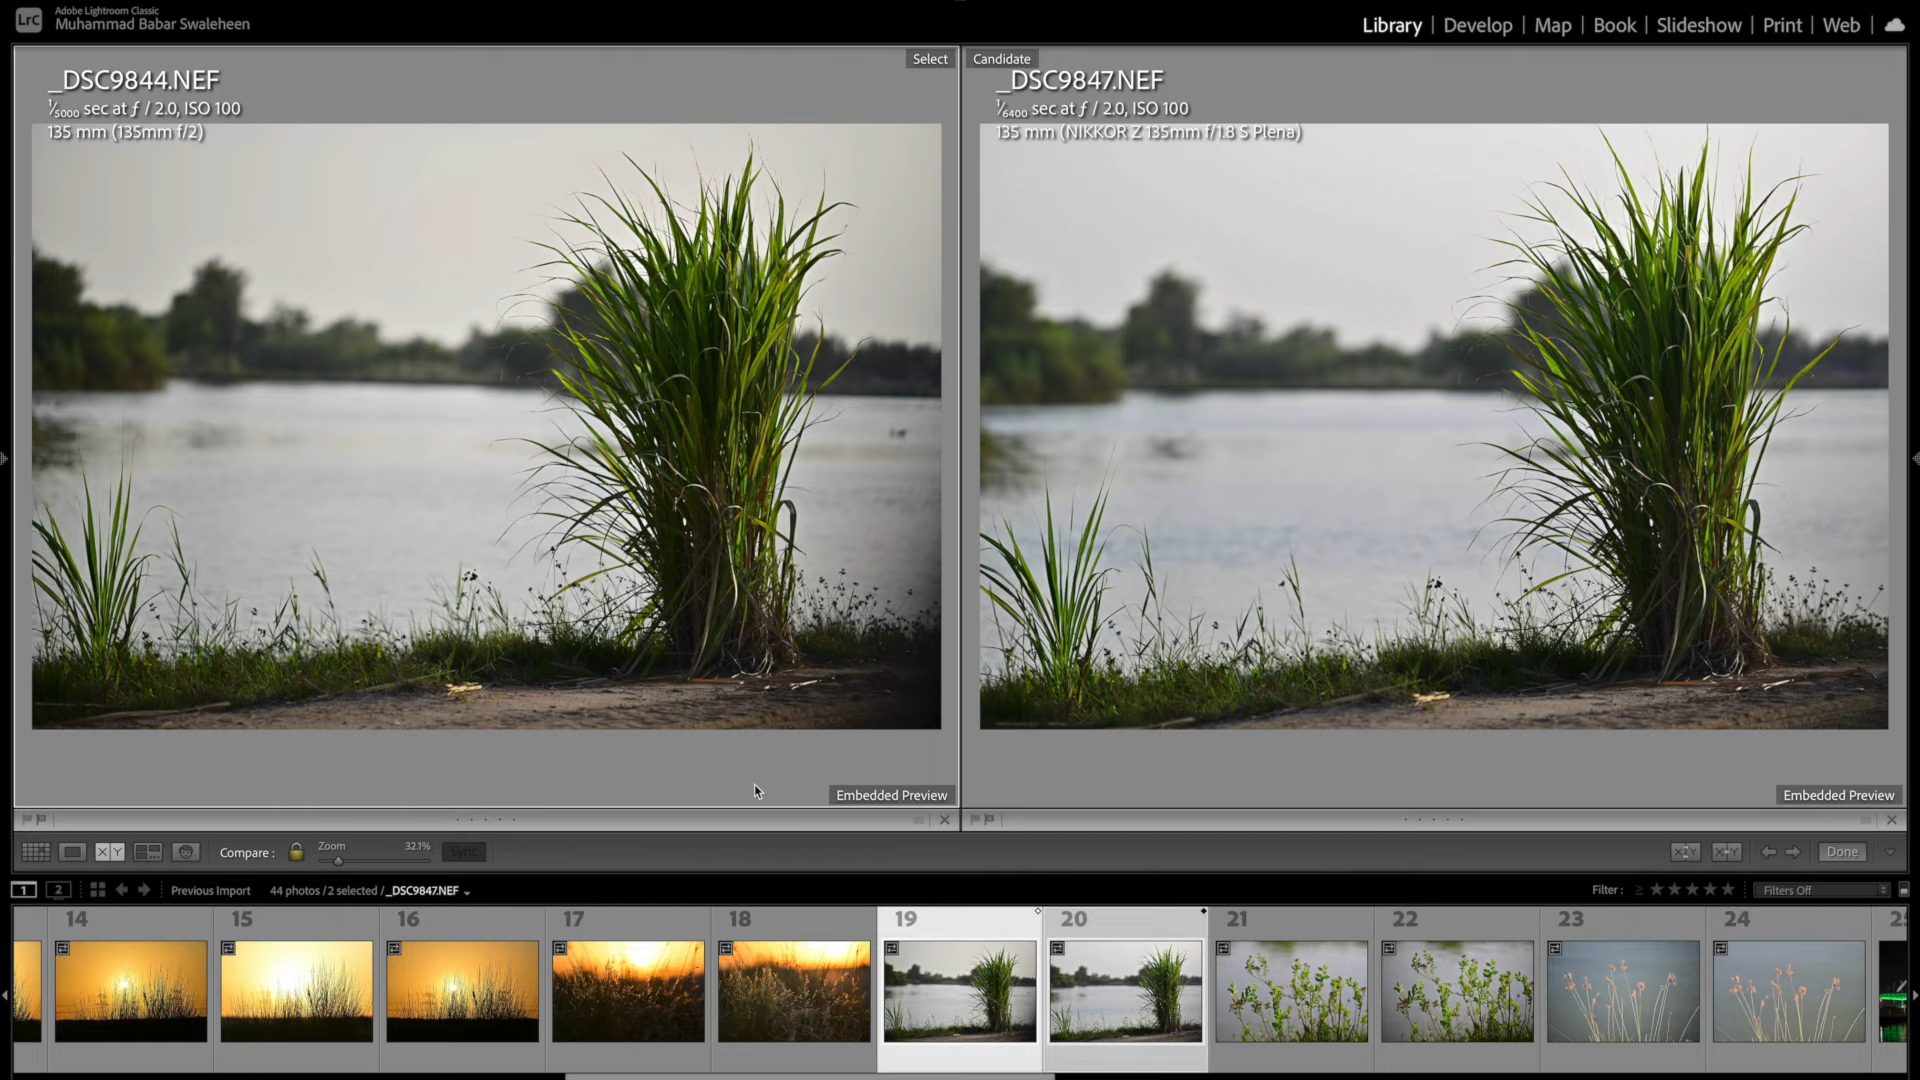 LrC
Adobe Lightroom Classic
Muhammad Babar Swaleheen
Library | Develop | Map | Book | Slideshow | Print | Web
_DSC9844.NEF
1/5000 sec at ƒ / 2.0, ISO 100
135 mm (135mm f/2)
Select
Candidate
_DSC9847.NEF
1/6400 sec at ƒ / 2.0, ISO 100
135 mm (NIKKOR Z 135mm f/1.8 S Plena)
Embedded Preview
Embedded Preview
X Y
Compare :
Zoom
32.1%
Sync
Done
1
2
Previous Import
44 photos / 2 selected / _DSC9847.NEF
Filter :
Filters Off
14
15
16
17
18
19
20
21
22
23
24